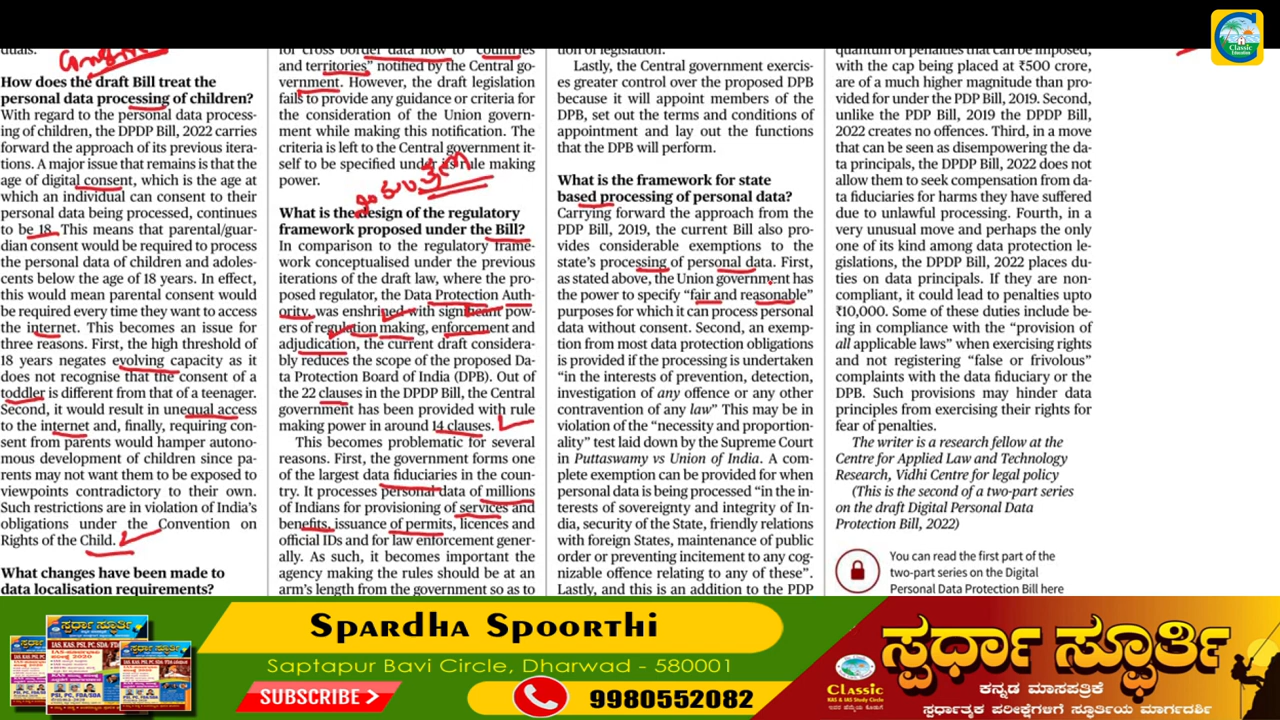 Classic
Education
duals.
How does the draft Bill treat the
personal data processing of children?
With regard to the personal data process-
ing of children, the DPDP Bill, 2022 carries
forward the approach of its previous itera-
tions. A major issue that remains is that the
age of digital consent, which is the age at
which an individual can consent to their
personal data being processed, continues
to be 18. This means that parental/guar-
dian consent would be required to process
the personal data of children and adoles-
cents below the age of 18 years. In effect,
this would mean parental consent would
be required every time they want to access
the internet. This becomes an issue for
three reasons. First, the high threshold of
18 years negates evolving capacity as it
does not recognise that the consent of a
toddler is different from that of a teenager.
Second, it would result in unequal access
to the internet and, finally, requiring con-
sent from parents would hamper autono-
mous development of children since pa-
rents may not want them to be exposed to
viewpoints contradictory to their own.
Such restrictions are in violation of India's
obligations under the Convention on
Rights of the Child.
What changes have been made to
data localisation requirements?
for cross border data flow to "countries
and territories" notified by the Central go-
vernment. However, the draft legislation
fails to provide any guidance or criteria for
the consideration of the Union govern-
ment while making this notification. The
criteria is left to the Central government it-
self to be specified under its rule making
power.
What is the design of the regulatory
framework proposed under the Bill?
In comparison to the regulatory frame-
work conceptualised under the previous
iterations of the draft law, where the pro-
posed regulator, the Data Protection Auth-
ority, was enshrined with significant pow-
ers of regulation making, enforcement and
adjudication, the current draft considera-
bly reduces the scope of the proposed Da-
ta Protection Board of India (DPB). Out of
the 22 clauses in the DPDP Bill, the Central
government has been provided with rule
making power in around 14 clauses.
This becomes problematic for several
reasons. First, the government forms one
of the largest data fiduciaries in the coun-
try. It processes personal data of millions
of Indians for provisioning of services and
benefits, issuance of permits, licences and
official IDs and for law enforcement gener-
ally. As such, it becomes important the
agency making the rules should be at an
arm's length from the government so as to
tion of legislation.
Lastly, the Central government exercis-
es greater control over the proposed DPB
because it will appoint members of the
DPB, set out the terms and conditions of
appointment and lay out the functions
that the DPB will perform.
What is the framework for state
based processing of personal data?
Carrying forward the approach from the
PDP Bill, 2019, the current Bill also pro-
vides considerable exemptions to the
state's processing of personal data. First,
as stated above, the Union government has
the power to specify "fair and reasonable"
purposes for which it can process personal
data without consent. Second, an exemp-
tion from most data protection obligations
is provided if the processing is undertaken
"in the interests of prevention, detection,
investigation of any offence or any other
contravention of any law" This may be in
violation of the "necessity and proportion-
ality" test laid down by the Supreme Court
in Puttaswamy vs Union of India. A com-
plete exemption can be provided for when
personal data is being processed "in the in-
terests of sovereignty and integrity of In-
dia, security of the State, friendly relations
with foreign States, maintenance of public
order or preventing incitement to any cog-
nizable offence relating to any of these".
Lastly, and this is an addition to the PDP
quantum of penalties that can be imposed,
with the cap being placed at ₹500 crore,
are of a much higher magnitude than pro-
vided for under the PDP Bill, 2019. Second,
unlike the PDP Bill, 2019 the DPDP Bill,
2022 creates no offences. Third, in a move
that can be seen as disempowering the da-
ta principals, the DPDP Bill, 2022 does not
allow them to seek compensation from da-
ta fiduciaries for harms they have suffered
due to unlawful processing. Fourth, in a
very unusual move and perhaps the only
one of its kind among data protection le-
gislations, the DPDP Bill, 2022 places du-
ties on data principals. If they are non-
compliant, it could lead to penalties upto
₹10,000. Some of these duties include be-
ing in compliance with the "provision of
all applicable laws" when exercising rights
and not registering "false or frivolous"
complaints with the data fiduciary or the
DPB. Such provisions may hinder data
principles from exercising their rights for
fear of penalties.
The writer is a research fellow at the
Centre for Applied Law and Technology
Research, Vidhi Centre for legal policy
(This is the second of a two-part series
on the draft Digital Personal Data
Protection Bill, 2022)
You can read the first part of the
two-part series on the Digital
Personal Data Protection Bill here
Spardha Spoorthi
Saptapur Bavi Circle Dharwad - 580001
SUBSCRIBE >
9980552082
Classic
KAS & IAS Study Circle
ಸ್ಪರ್ಧಾ ಸ್ಫೂರ್ತಿ
ಕನ್ನಡ ಮಾಸಪತ್ರಿಕೆ
ಸ್ಪರ್ಧಾತ್ಮಕ ಪರೀಕ್ಷೆಗಳಿಗೆ ಸ್ಫೂರ್ತಿಯ ಮಾರ್ಗದರ್ಶಿ